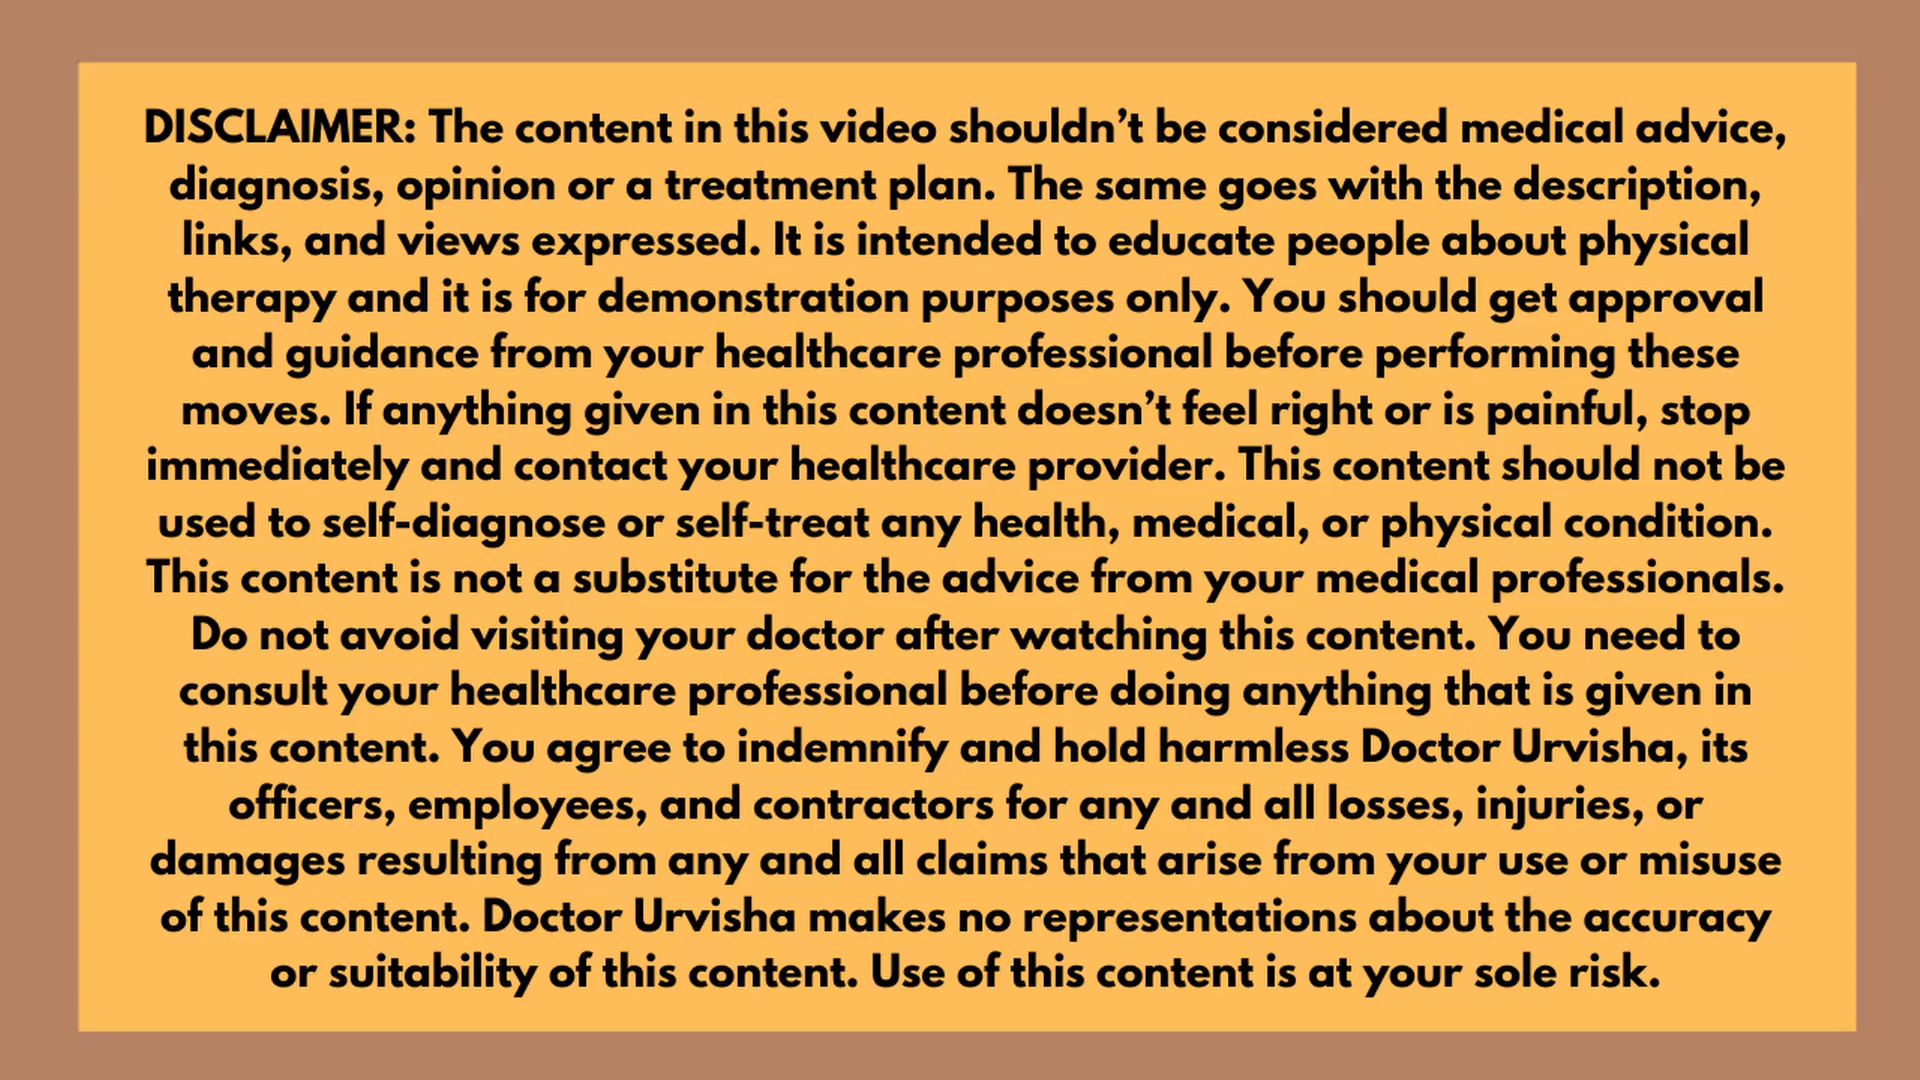 DISCLAIMER: The content in this video shouldn’t be considered medical advice,
diagnosis, opinion or a treatment plan. The same goes with the description,
links, and views expressed. It is intended to educate people about physical
therapy and it is for demonstration purposes only. You should get approval
and guidance from your healthcare professional before performing these
moves. If anything given in this content doesn’t feel right or is painful, stop
immediately and contact your healthcare provider. This content should not be
used to self-diagnose or self-treat any health, medical, or physical condition.
This content is not a substitute for the advice from your medical professionals.
Do not avoid visiting your doctor after watching this content. You need to
consult your healthcare professional before doing anything that is given in
this content. You agree to indemnify and hold harmless Doctor Urvisha, its
officers, employees, and contractors for any and all losses, injuries, or
damages resulting from any and all claims that arise from your use or misuse
of this content. Doctor Urvisha makes no representations about the accuracy
or suitability of this content. Use of this content is at your sole risk.